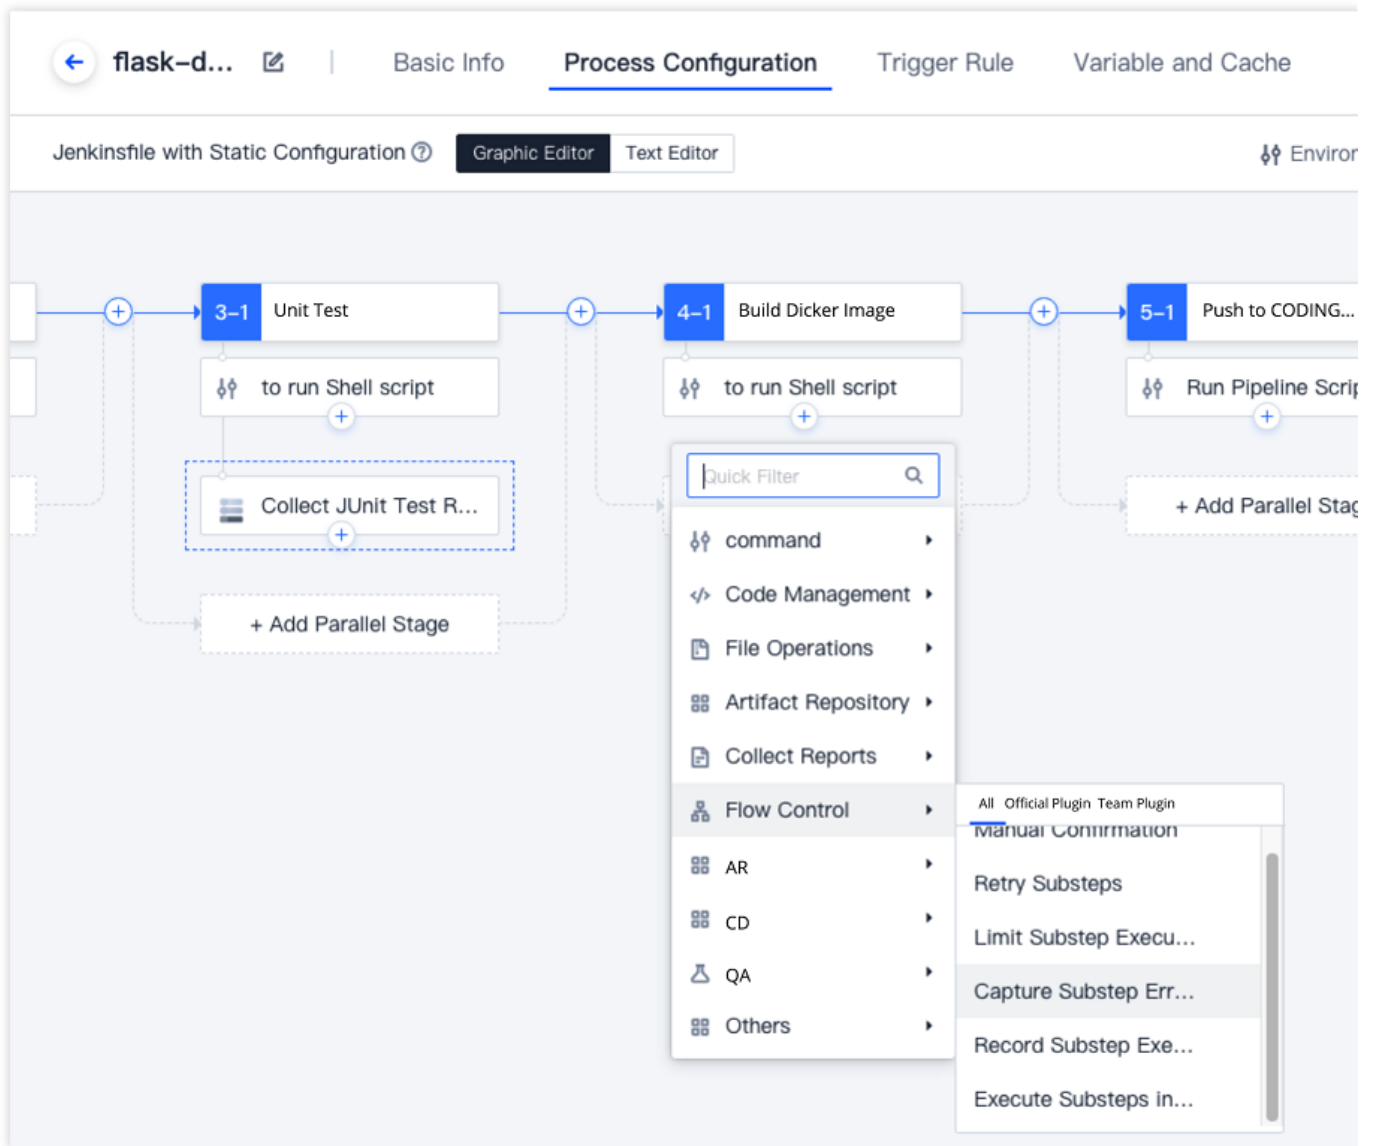 flask-d...
Basic Info
Process Configuration
Trigger Rule
Variable and Cache
Jenkinsfile with Static Configuration ?
Graphic Editor
Text Editor
Environ
3-1 Unit Test
4-1 Build Dicker Image
5-1 Push to CODING...
to run Shell script
to run Shell script
Run Pipeline Scrip
Quick Filter
Collect JUnit Test R...
+ Add Parallel Stag
+ Add Parallel Stage
command
Code Management
File Operations
Artifact Repository
Collect Reports
Flow Control
AR
CD
QA
Others
All Official Plugin Team Plugin
Manual Confirmation
Retry Substeps
Limit Substep Execu...
Capture Substep Err...
Record Substep Exe...
Execute Substeps in...